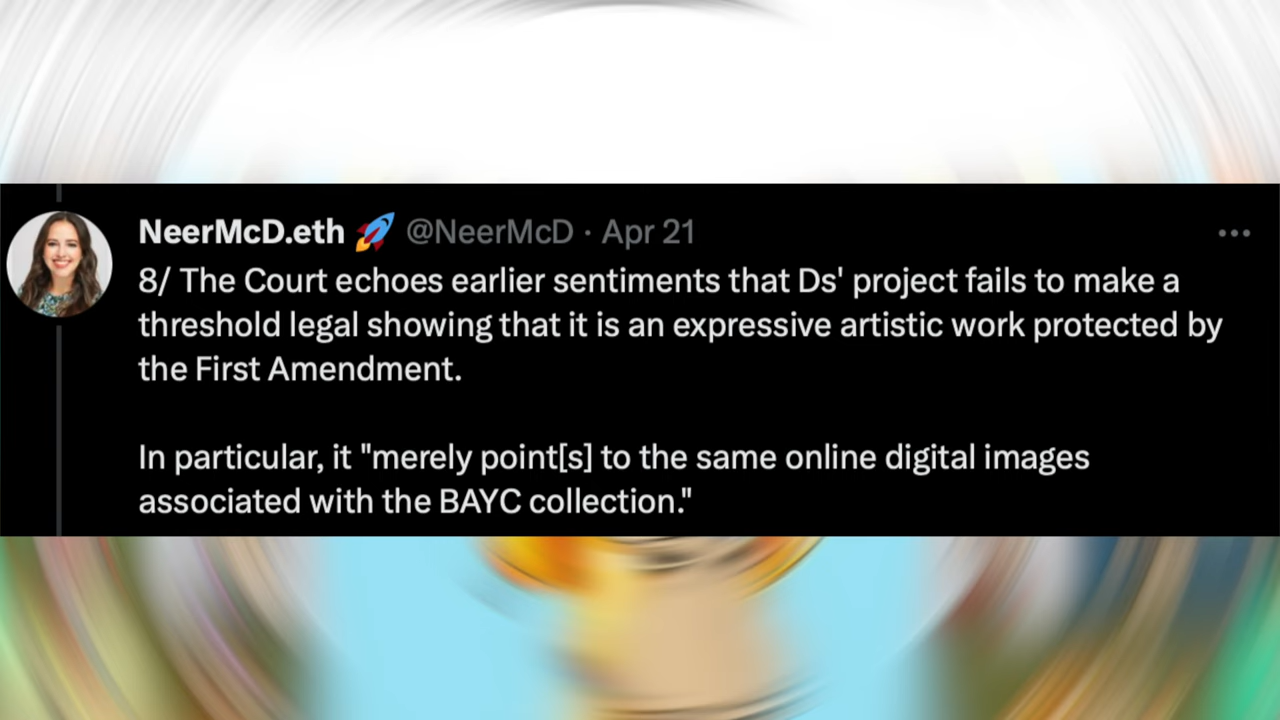 NeerMcD.eth 🚀 @NeerMcD · Apr 21
8/ The Court echoes earlier sentiments that Ds' project fails to make a
threshold legal showing that it is an expressive artistic work protected by
the First Amendment.
In particular, it "merely point[s] to the same online digital images
associated with the BAYC collection."